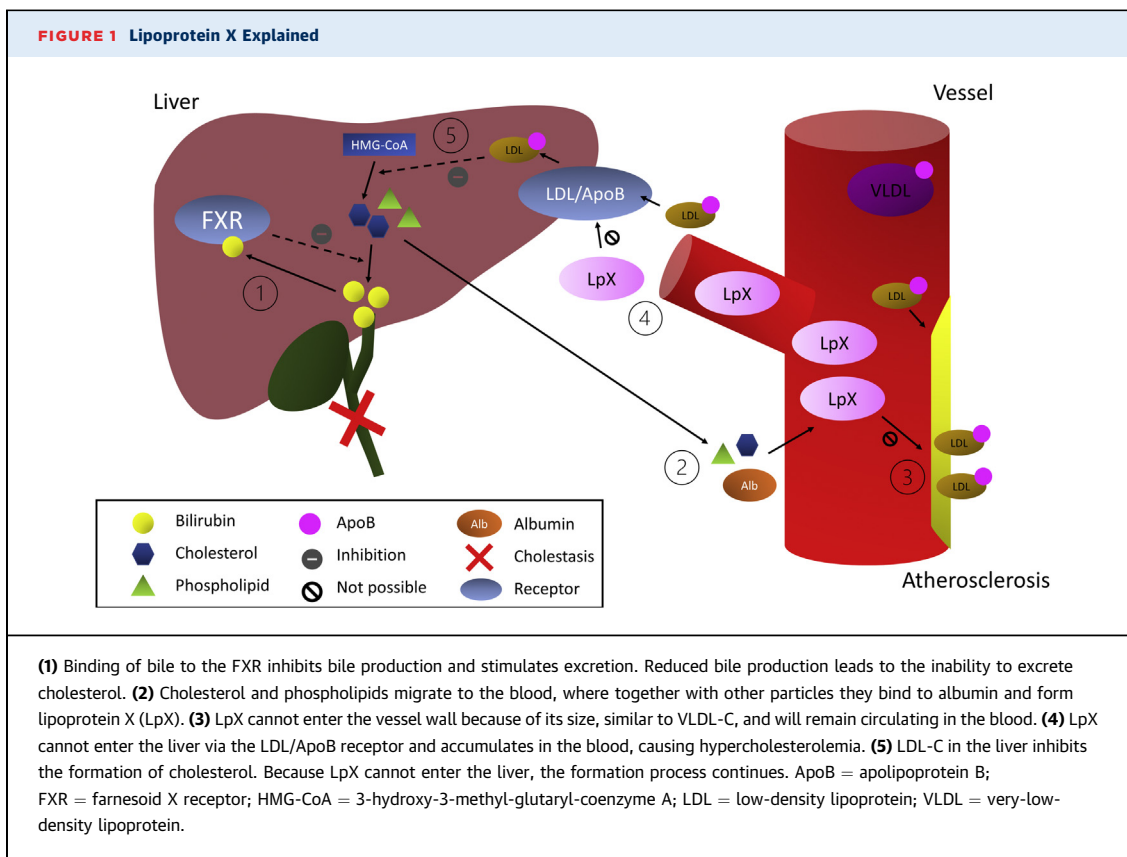 FIGURE 1 Lipoprotein X Explained
Liver
Vessel
HMG-CoA
5
LDL
VLDL
FXR
LDL/ApoB
LDL
1
LpX
4
LpX
LDL
LpX
LpX
2
Alb
3
LDL
LDL
Atherosclerosis
Bilirubin
ApoB
Alb Albumin
Cholesterol
Inhibition
Cholestasis
Phospholipid
Not possible
Receptor
(1) Binding of bile to the FXR inhibits bile production and stimulates excretion. Reduced bile production leads to the inability to excrete
cholesterol. (2) Cholesterol and phospholipids migrate to the blood, where together with other particles they bind to albumin and form
lipoprotein X (LpX). (3) LpX cannot enter the vessel wall because of its size, similar to VLDL-C, and will remain circulating in the blood. (4) LpX
cannot enter the liver via the LDL/ApoB receptor and accumulates in the blood, causing hypercholesterolemia. (5) LDL-C in the liver inhibits
the formation of cholesterol. Because LpX cannot enter the liver, the formation process continues. ApoB = apolipoprotein B;
FXR = farnesoid X receptor; HMG-CoA = 3-hydroxy-3-methyl-glutaryl-coenzyme A; LDL = low-density lipoprotein; VLDL = very-low-
density lipoprotein.